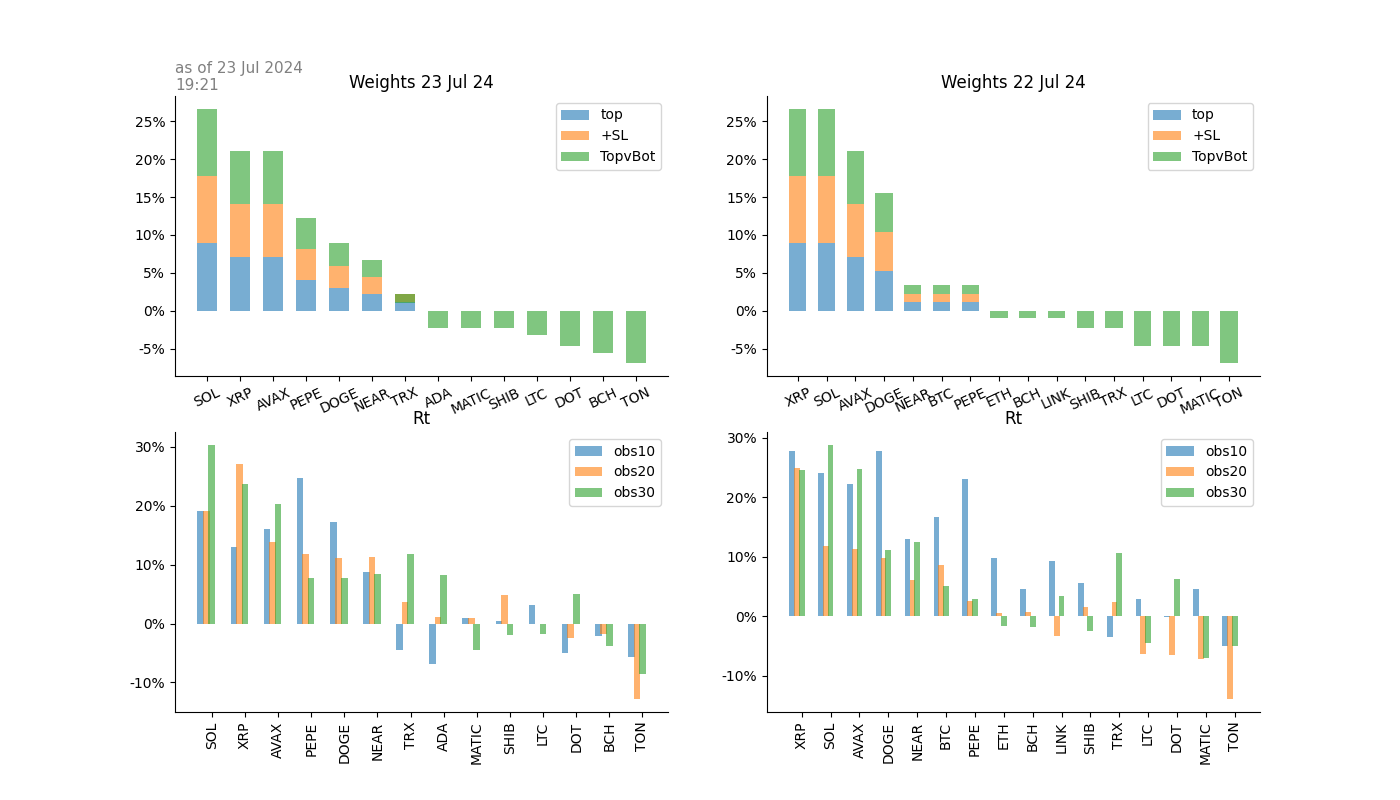 as of 23 Jul 2024
19:21
Weights 23 Jul 24
25%
20%
15%
10%
5%
0%
-5%
top
+SL
TopvBot
SOL XRP AVAX PEPE DOGE NEAR TRX ADA MATIC SHIB LTC DOT BCH TON
Weights 22 Jul 24
25%
20%
15%
10%
5%
0%
-5%
top
+SL
TopvBot
XRP SOL AVAX DOGE NEAR BTC PEPE ETH BCH LINK SHIB TRX LTC DOT MATIC TON
Rt
30%
20%
10%
0%
-10%
obs10
obs20
obs30
SOL XRP AVAX PEPE DOGE NEAR TRX ADA MATIC SHIB LTC DOT BCH TON
Rt
30%
20%
10%
0%
-10%
obs10
obs20
obs30
XRP SOL AVAX DOGE NEAR BTC PEPE ETH BCH LINK SHIB TRX LTC DOT MATIC TON